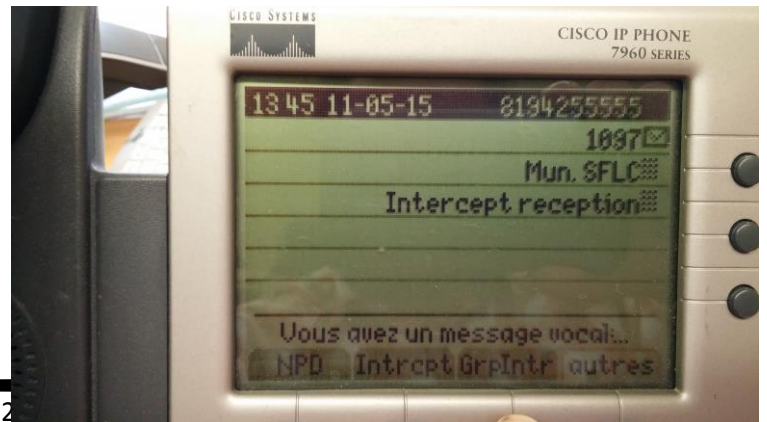 CISCO SYSTEMS
CISCO IP PHONE
7960 SERIES
13 45 11-05-15 8194255555
1097
Mun. SFLC
Intercept reception
Vous avez un message vocal:...
NPD Intrcpt GrpIntr autres
2